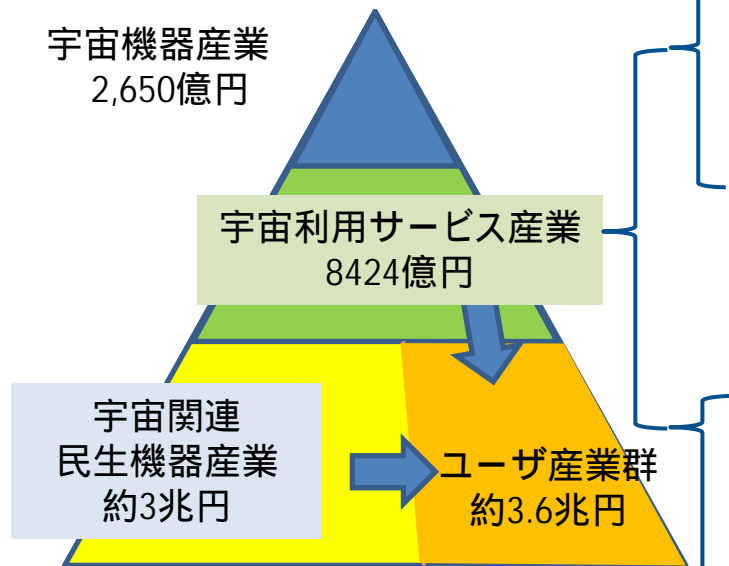 宇宙機器産業
2,650億円
宇宙利用サービス産業
8424億円
宇宙関連
民生機器産業
約3兆円
ユーザ産業群
約3.6兆円